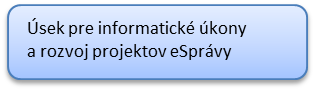 Úsek pre informatické úkony
a rozvoj projektov eSprávy